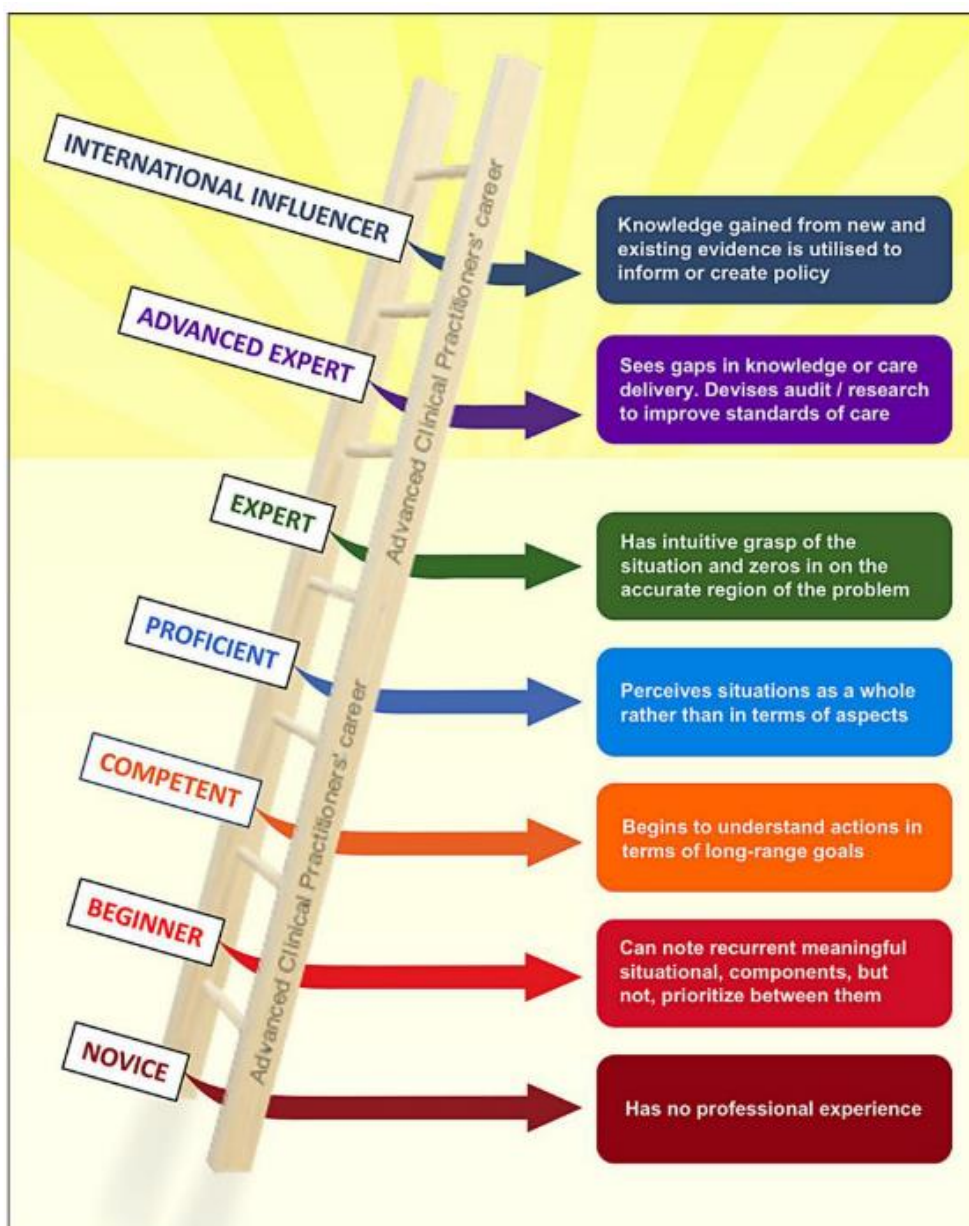 INTERNATIONAL INFLUENCER
Knowledge gained from new and
existing evidence is utilised to
inform or create policy
ADVANCED EXPERT
Sees gaps in knowledge or care
delivery. Devises audit / research
to improve standards of care
EXPERT
Has intuitive grasp of the
situation and zeros in on the
accurate region of the problem
PROFICIENT
Perceives situations as a whole
rather than in terms of aspects
COMPETENT
Begins to understand actions in
terms of long-range goals
BEGINNER
Can note recurrent meaningful
situational, components, but
not, prioritize between them
NOVICE
Has no professional experience
Advanced Clinical Practitioners' career
Advanced Clinical Practitioners' career